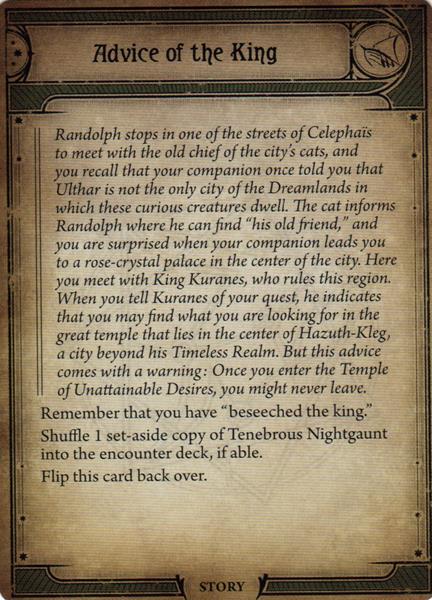 Advice of the King
Randolph stops in one of the streets of Celephaïs
to meet with the old chief of the city's cats, and
you recall that your companion once told you that
Ulthar is not the only city of the Dreamlands in
which these curious creatures dwell. The cat informs
Randolph where he can find “his old friend,” and
you are surprised when your companion leads you
to a rose-crystal palace in the center of the city. Here
you meet with King Kuranes, who rules this region.
When you tell Kuranes of your quest, he indicates
that you may find what you are looking for in the
great temple that lies in the center of Hazuth-Kleg,
a city beyond his Timeless Realm. But this advice
comes with a warning: Once you enter the Temple
of Unattainable Desires, you might never leave.
Remember that you have “beseeched the king.”
Shuffle 1 set-aside copy of Tenebrous Nightgaunt
into the encounter deck, if able.
Flip this card back over.
STORY